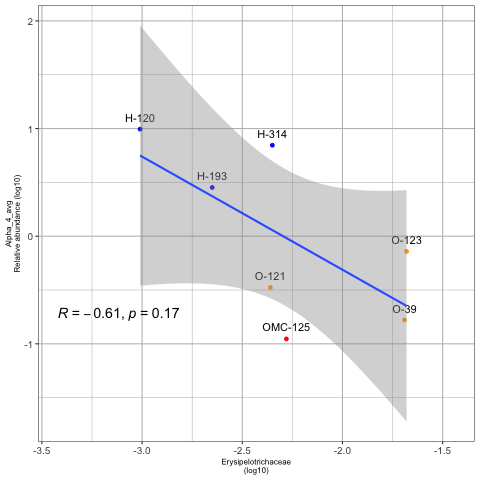 2
1
0
-1
H-120
H-314
H-193
O-123
O-121
O-39
OMC-125
R = −0.61, p = 0.17
-3.5 -3.0 -2.5 -2.0 -1.5
Erysipelotrichaceae
(log10)
Alpha_4_avg
Relative abundance (log10)